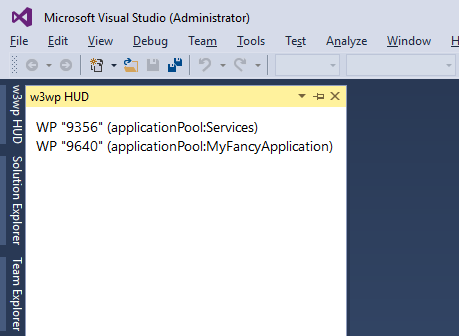 Microsoft Visual Studio (Administrator)
File Edit View Debug Team Tools Test Analyze Window H
w3wp HUD
WP "9356" (applicationPool:Services)
WP "9640" (applicationPool:MyFancyApplication)
w3wp HUD
Solution Explorer
Team Explorer